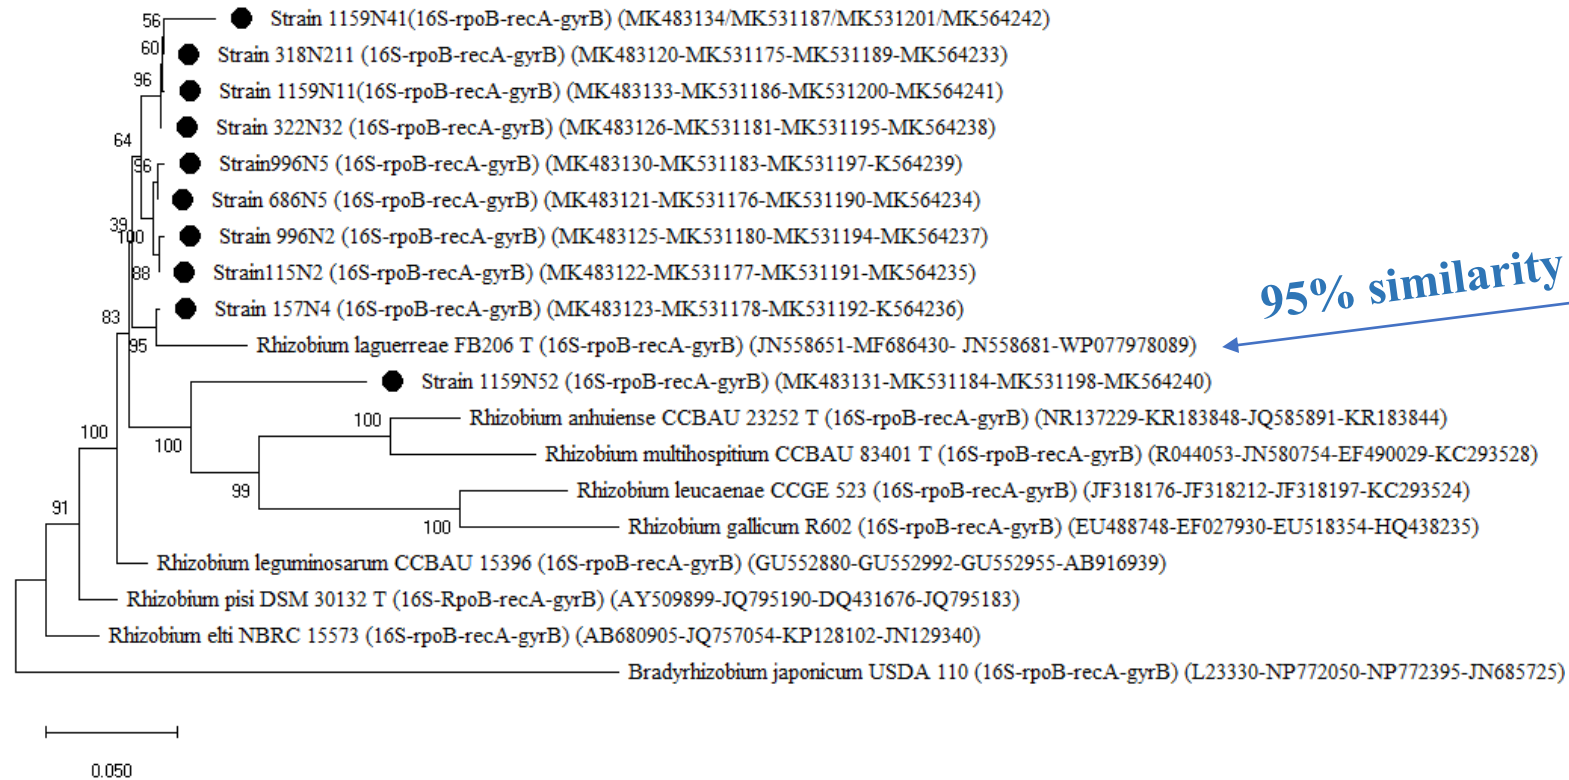 56
Strain 1159N41(16S-rpoB-recA-gyrB) (MK483134/MK531187/MK531201/MK564242)
60
Strain 318N211 (16S-rpoB-recA-gyrB) (MK483120-MK531175-MK531189-MK564233)
96
Strain 1159N11(16S-rpoB-recA-gyrB) (MK483133-MK531186-MK531200-MK564241)
Strain 322N32 (16S-rpoB-recA-gyrB) (MK483126-MK531181-MK531195-MK564238)
64
96
Strain996N5 (16S-rpoB-recA-gyrB) (MK483130-MK531183-MK531197-K564239)
Strain 686N5 (16S-rpoB-recA-gyrB) (MK483121-MK531176-MK531190-MK564234)
39
100
Strain 996N2 (16S-rpoB-recA-gyrB) (MK483125-MK531180-MK531194-MK564237)
88
Strain115N2 (16S-rpoB-recA-gyrB) (MK483122-MK531177-MK531191-MK564235)
95% similarity
Strain 157N4 (16S-rpoB-recA-gyrB) (MK483123-MK531178-MK531192-K564236)
83
95
Rhizobium laguerreae FB206 T (16S-rpoB-recA-gyrB) (JN558651-MF686430- JN558681-WP077978089)
Strain 1159N52 (16S-rpoB-recA-gyrB) (MK483131-MK531184-MK531198-MK564240)
100
Rhizobium anhuiense CCBAU 23252 T (16S-rpoB-recA-gyrB) (NR137229-KR183848-JQ585891-KR183844)
100
100
Rhizobium multihospitium CCBAU 83401 T (16S-rpoB-recA-gyrB) (R044053-JN580754-EF490029-KC293528)
99
Rhizobium leucaenae CCGE 523 (16S-rpoB-recA-gyrB) (JF318176-JF318212-JF318197-KC293524)
91
100
Rhizobium gallicum R602 (16S-rpoB-recA-gyrB) (EU488748-EF027930-EU518354-HQ438235)
Rhizobium leguminosarum CCBAU 15396 (16S-rpoB-recA-gyrB) (GU552880-GU552992-GU552955-AB916939)
Rhizobium pisi DSM 30132 T (16S-RpoB-recA-gyrB) (AY509899-JQ795190-DQ431676-JQ795183)
Rhizobium elti NBRC 15573 (16S-rpoB-recA-gyrB) (AB680905-JQ757054-KP128102-JN129340)
Bradyrhizobium japonicum USDA 110 (16S-rpoB-recA-gyrB) (L23330-NP772050-NP772395-JN685725)
0.050